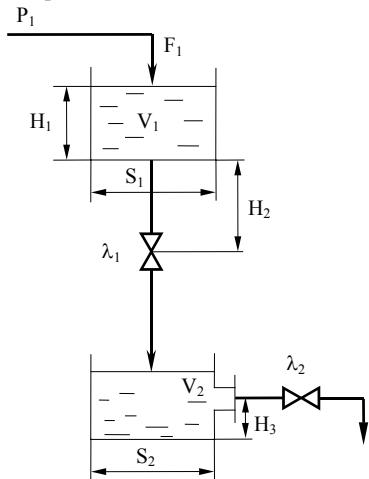 P₁
F₁
H₁
V₁
S₁
H₂
λ₁
V₂
λ₂
H₃
S₂